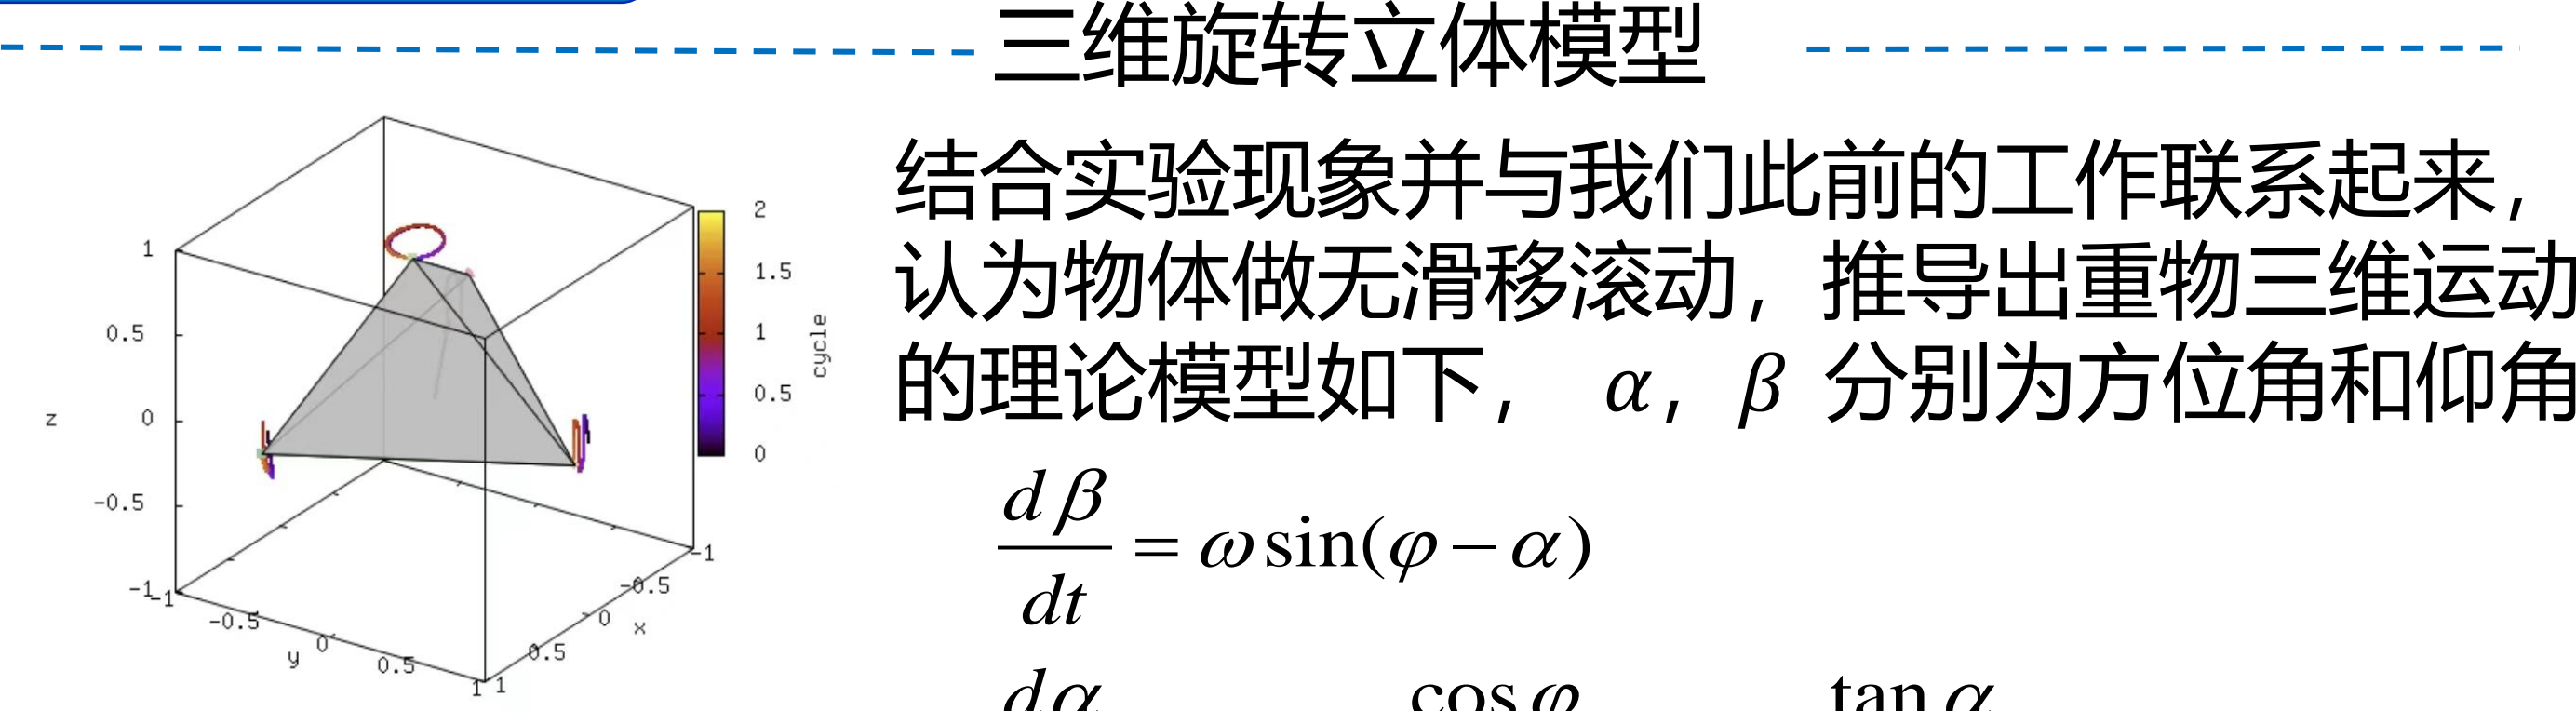 三维旋转立体模型
结合实验现象并与我们此前的工作联系起来，
认为物体做无滑移滚动，推导出重物三维运动
的理论模型如下， α，β 分别为方位角和仰角
dβ/dt = ω sin(φ − α)
dα cos φ tan α
1
0.5
z 0
−0.5
−1
−1
−0.5
0
y
0.5
1
1
0.5
0
x
−0.5
−1
2
1.5
1
0.5
0
cycle